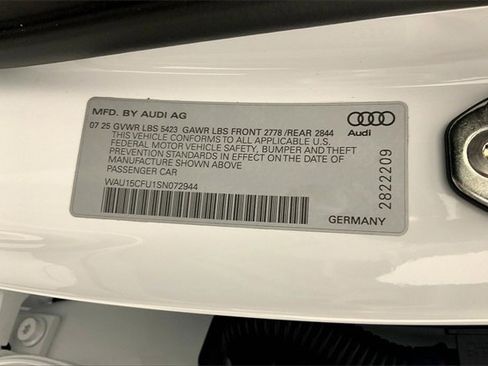 MFD. BY AUDI AG
07 25 GVWR LBS 5423 GAWR LBS FRONT 2778 /REAR 2844
THIS VEHICLE CONFORMS TO ALL APPLICABLE U.S.
FEDERAL MOTOR VEHICLE SAFETY, BUMPER AND THEFT
PREVENTION STANDARDS IN EFFECT ON THE DATE OF
MANUFACTURE SHOWN ABOVE
PASSENGER CAR
WAU16CFU1SN072944
Audi
2822209
GERMANY